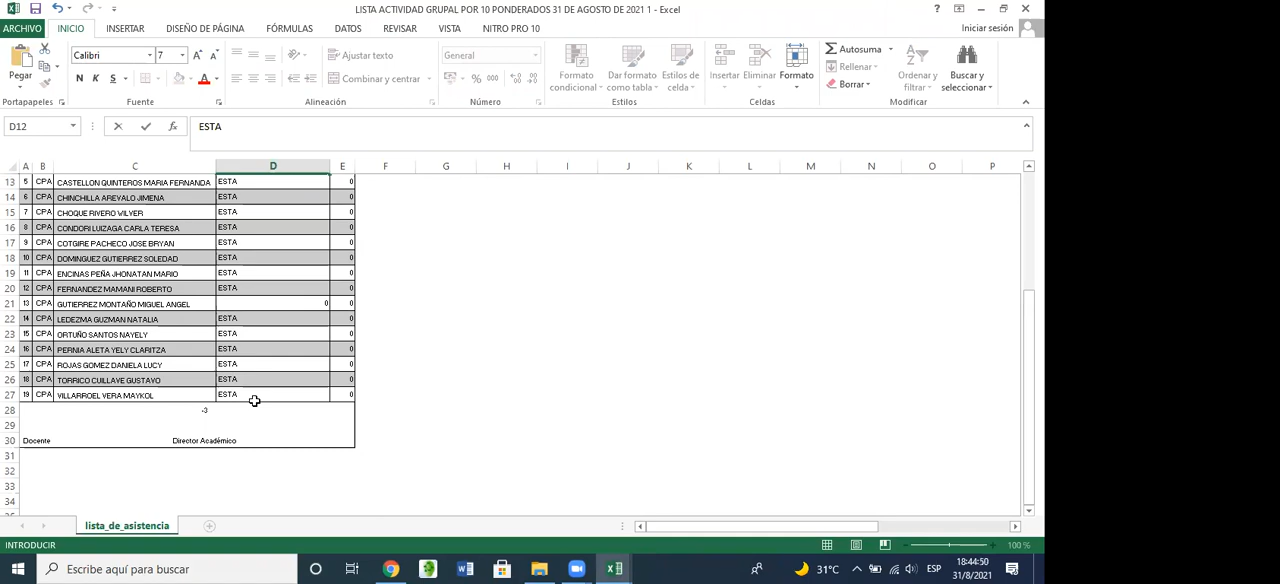 LISTA ACTIVIDAD GRUPAL POR 10 PONDERADOS 31 DE AGOSTO DE 2021 1 - Excel
ARCHIVO INICIO INSERTAR DISEÑO DE PÁGINA FÓRMULAS DATOS REVISAR VISTA NITRO PRO 10 Iniciar sesión
Pegar Calibri 7 Ajustar texto General Formato condicional Dar formato como tabla Estilos de celda Insertar Eliminar Formato Autosuma Ordenar y filtrar Buscar y seleccionar
N K S Combinar y centrar % 000 Rellenar
Borrar
Portapapeles Fuente Alineación Número Estilos Celdas Modificar
D12 fx ESTA
A B C D E F G H I J K L M N O P
13 5 CPA CASTELLON QUINTEROS MARIA FERNANDA ESTA 0
14 6 CPA CHINCHILLA AREVALO JIMENA ESTA 0
15 7 CPA CHOQUE RIVERO WILYER ESTA 0
16 8 CPA CONDORI LUIZAGA CARLA TERESA ESTA 0
17 9 CPA COTGIRE PACHECO JOSE BRYAN ESTA 0
18 10 CPA DOMINGUEZ GUTIERREZ SOLEDAD ESTA 0
19 11 CPA ENCINAS PEÑA JHONATAN MARIO ESTA 0
20 12 CPA FERNANDEZ MAMANI ROBERTO ESTA 0
21 13 CPA GUTIERREZ MONTAÑO MIGUEL ANGEL 0 0
22 14 CPA LEDEZMA GUZMAN NATALIA ESTA 0
23 15 CPA ORTUÑO SANTOS NAYELY ESTA 0
24 16 CPA PERNIA ALETA YELY CLARITZA ESTA 0
25 17 CPA ROJAS GOMEZ DANIELA LUCY ESTA 0
26 18 CPA TORRICO CUILLAVE GUSTAVO ESTA 0
27 19 CPA VILLARROEL VERA MAYKOL ESTA 0
28 -3
29
30 Docente Director Académico
31
32
33
34
lista_de_asistencia
INTRODUCIR 100 %
Escribe aquí para buscar 31°C ESP 18:44:50
31/8/2021